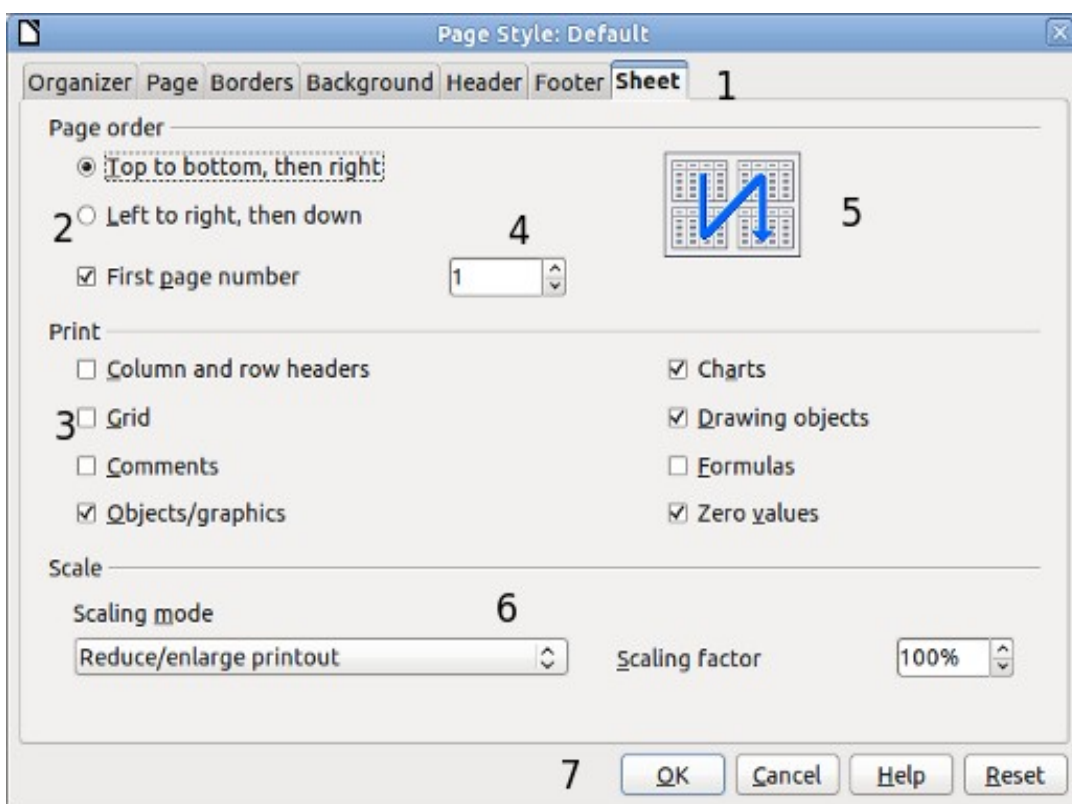 Page Style: Default
Organizer Page Borders Background Header Footer Sheet 1
Page order
Top to bottom, then right
2 Left to right, then down 4 5
First page number 1
Print
Column and row headers Charts
3 Grid Drawing objects
Comments Formulas
Objects/graphics Zero values
Scale
Scaling mode 6
Reduce/enlarge printout Scaling factor 100%
7 OK Cancel Help Reset